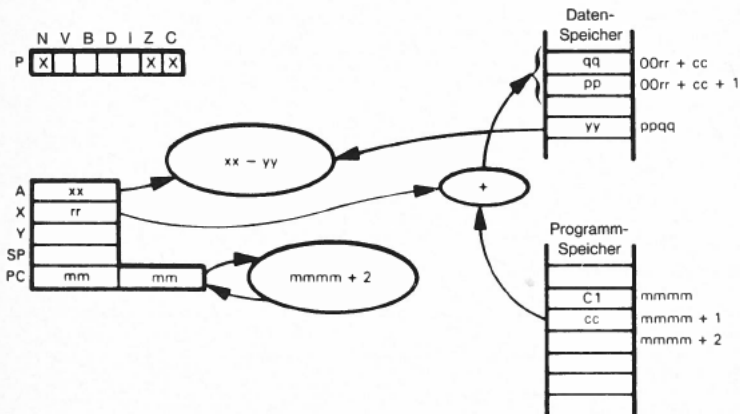 Daten-
Speicher
N V B D I Z C
P X X X
qq 00rr + cc
pp 00rr + cc + 1
yy ppqq
xx − yy
A xx
X rr
Y
SP
PC mm mm
+
mmmm + 2
Programm-
Speicher
C1 mmmm
cc mmmm + 1
mmmm + 2